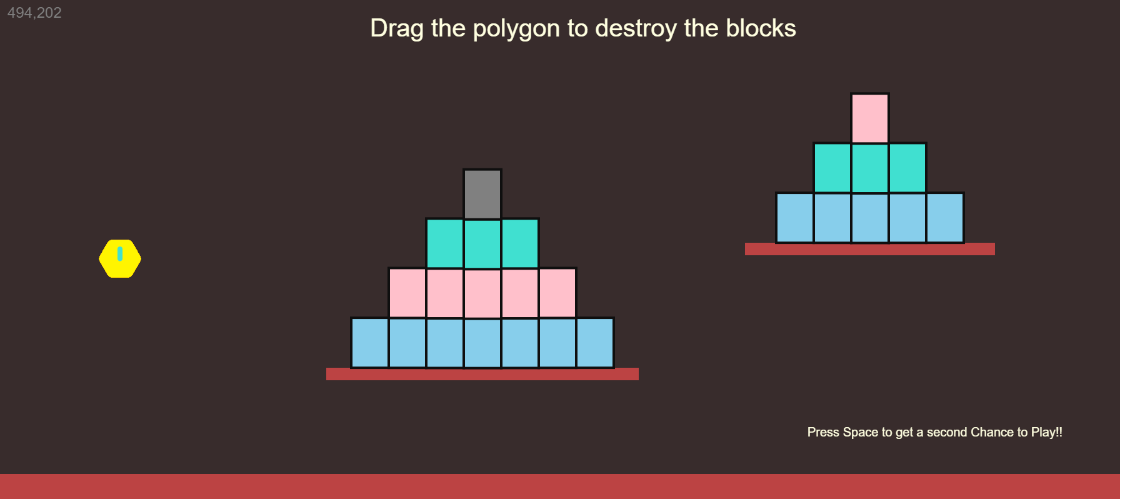 494,202
Drag the polygon to destroy the blocks
Press Space to get a second Chance to Play!!